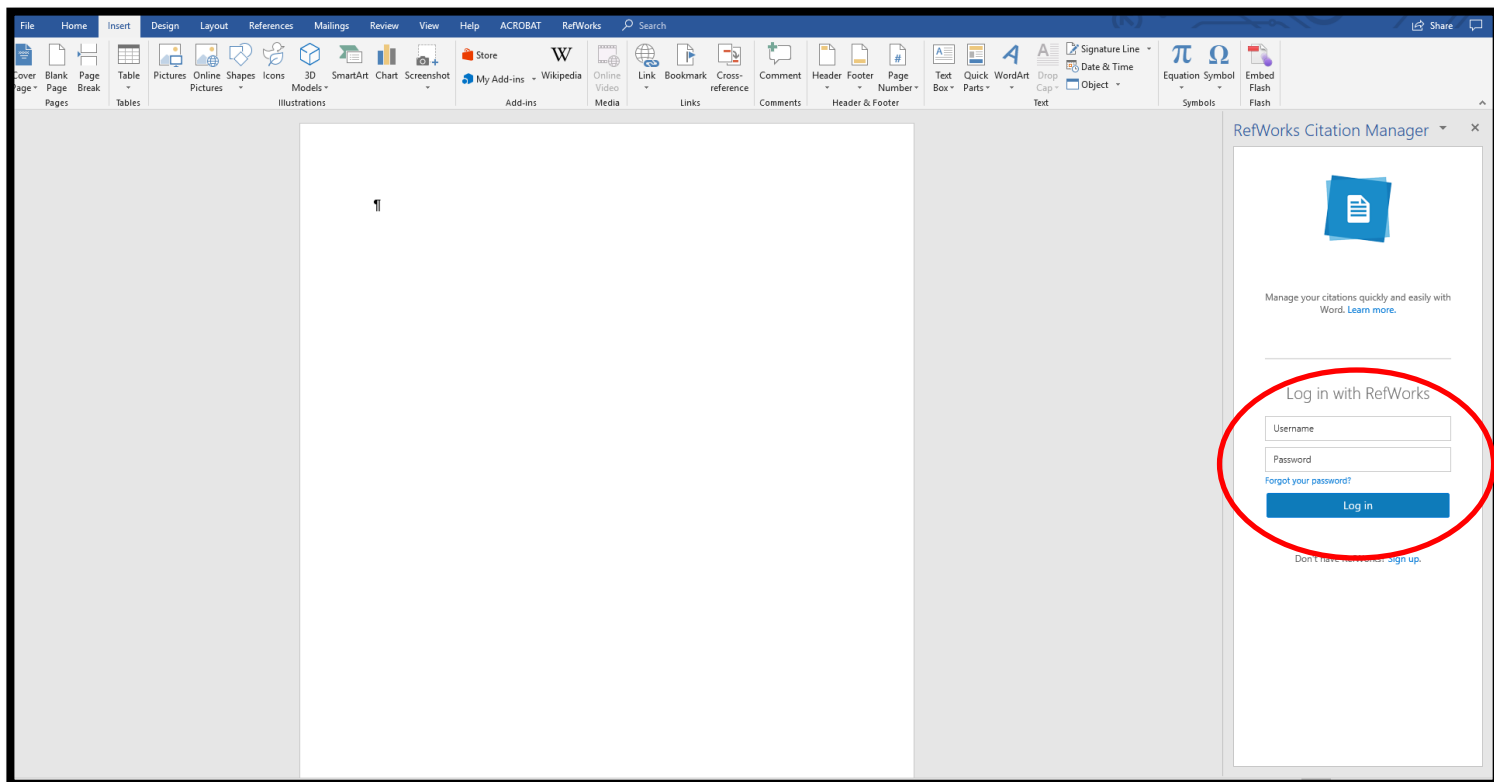 File Home Insert Design Layout References Mailings Review View Help ACROBAT RefWorks Search Share
Cover Page Blank Page Page Break Table Pictures Online Pictures Shapes Icons 3D Models SmartArt Chart Screenshot Store My Add-ins Wikipedia Online Video Link Bookmark Cross-reference Comment Header Footer Page Number # Text Box Quick Parts WordArt Drop Cap Signature Line Date & Time Object Equation Symbol Embed Flash
Pages Tables Illustrations Add-ins Media Links Comments Header & Footer Text Symbols Flash
RefWorks Citation Manager
¶
Manage your citations quickly and easily with
Word. Learn more.
Log in with RefWorks
Username
Password
Forgot your password?
Log in
Don't have RefWorks? Sign up.